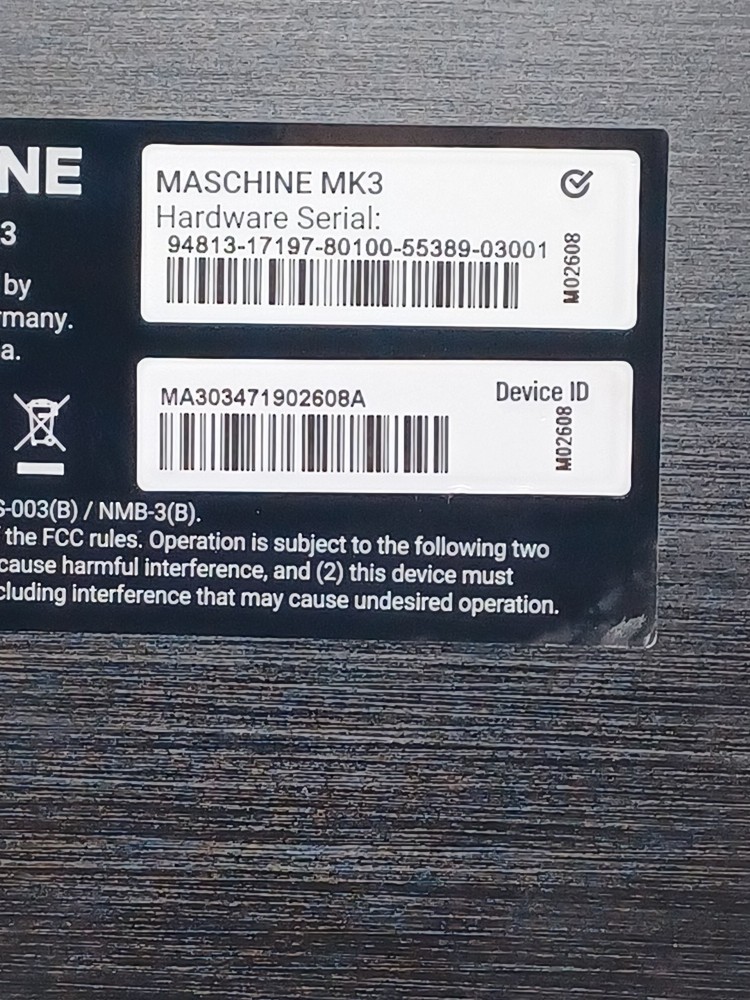 NE
MASCHINE MK3
3
Hardware Serial:
94813-17197-80100-55389-03001
M02608
by
rmany.
a.
MA303471902608A
Device ID
M02608
S-003(B) / NMB-3(B).
the FCC rules. Operation is subject to the following two
cause harmful interference, and (2) this device must
cluding interference that may cause undesired operation.